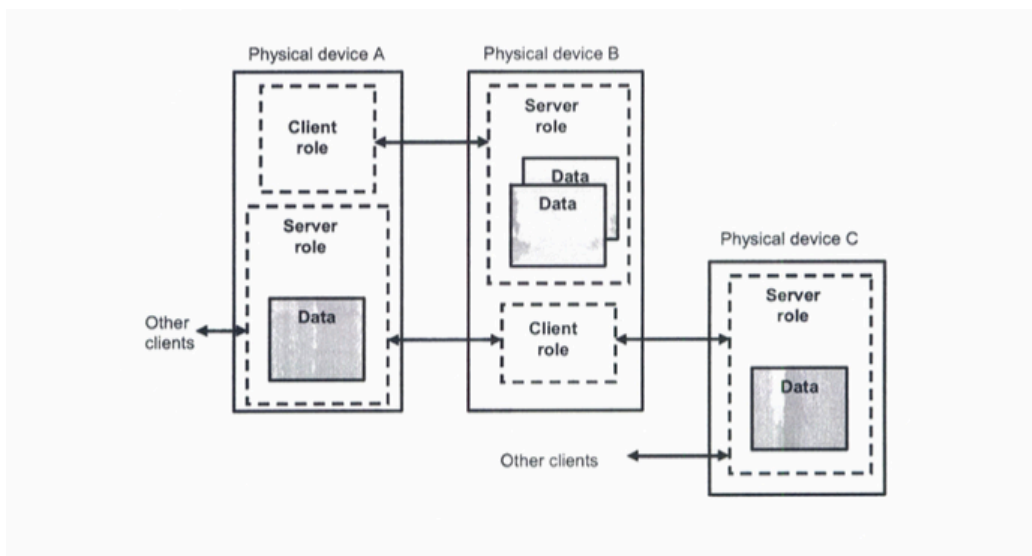 Physical device A
Client
role
Server
role
Data
Other
clients
Physical device B
Server
role
Data
Data
Client
role
Physical device C
Server
role
Data
Other clients